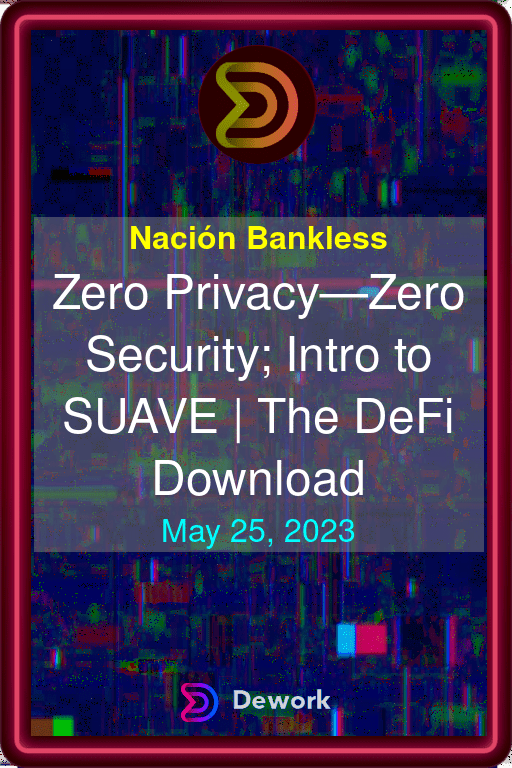 Nación Bankless
Zero Privacy—Zero
Security; Intro to
SUAVE | The DeFi
Download
May 25, 2023
Dework